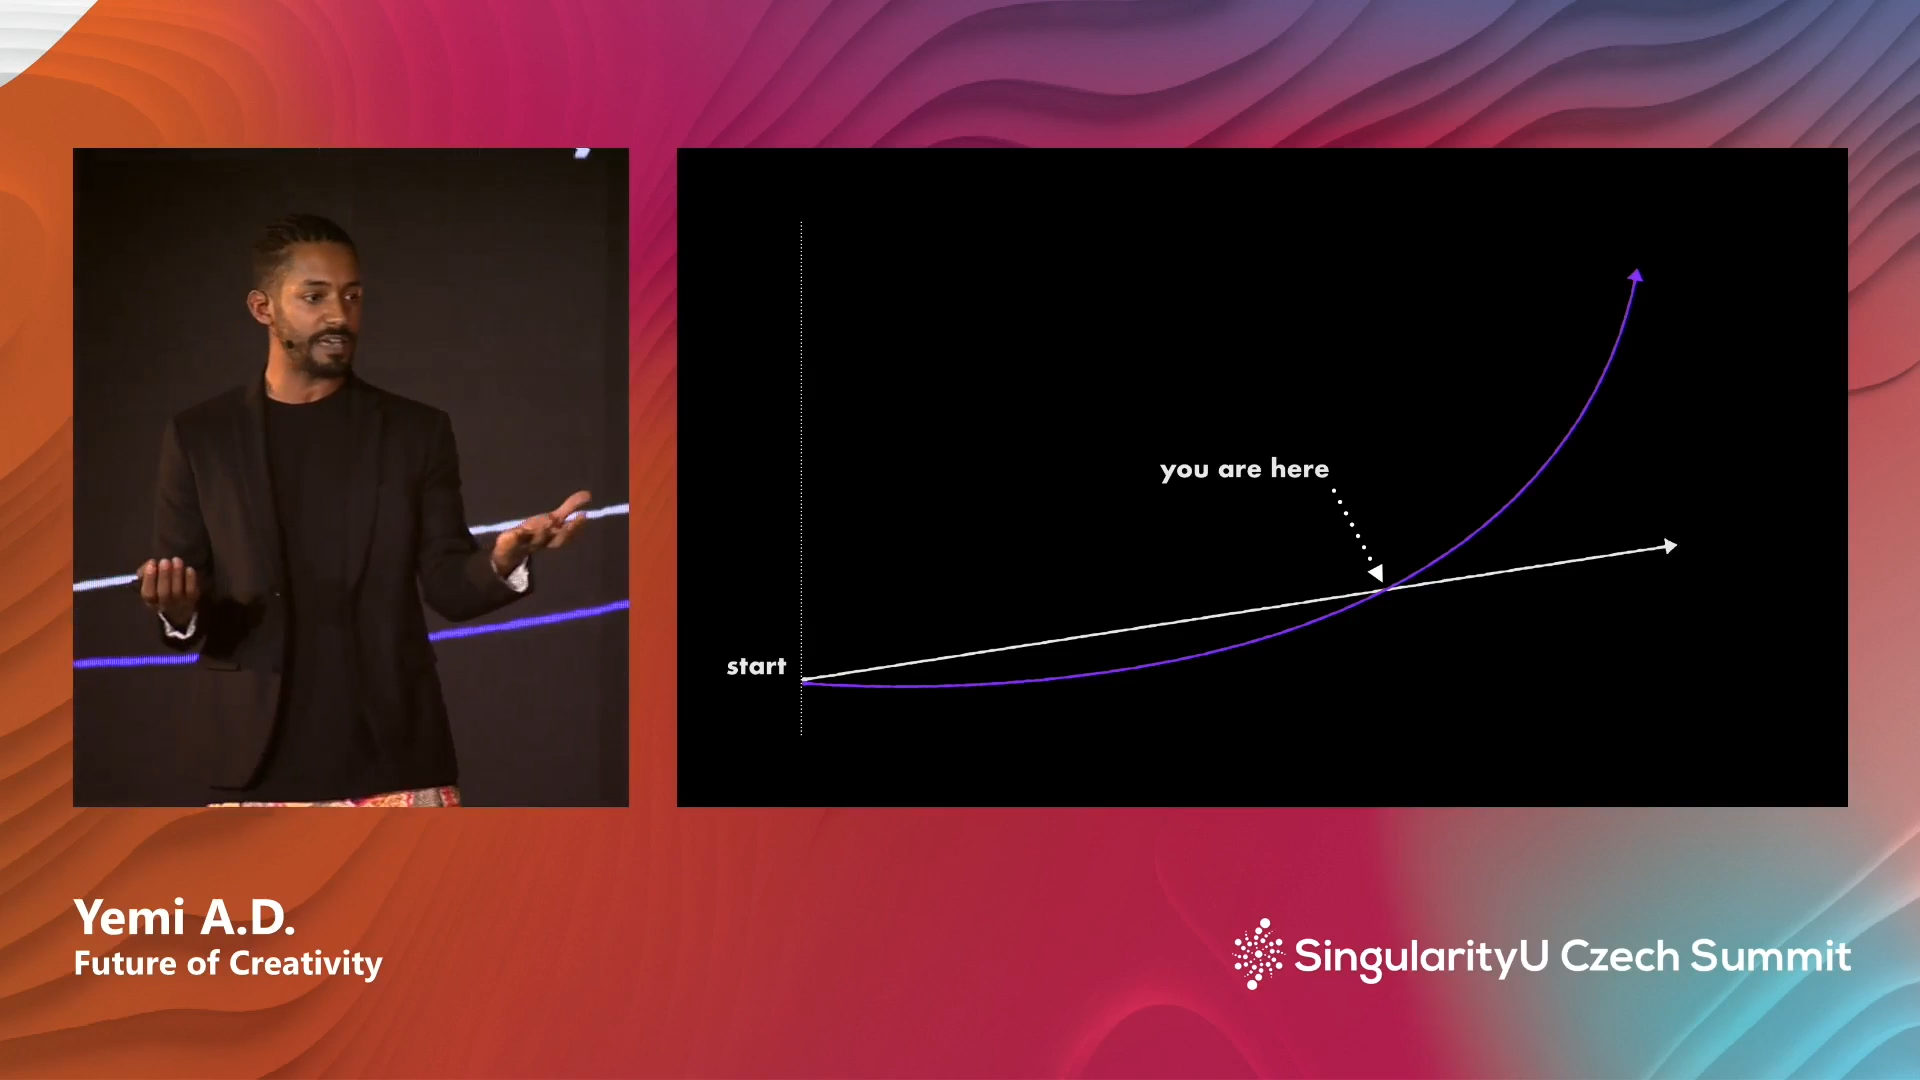 you are here
start
Yemi A.D.
Future of Creativity
SingularityU Czech Summit